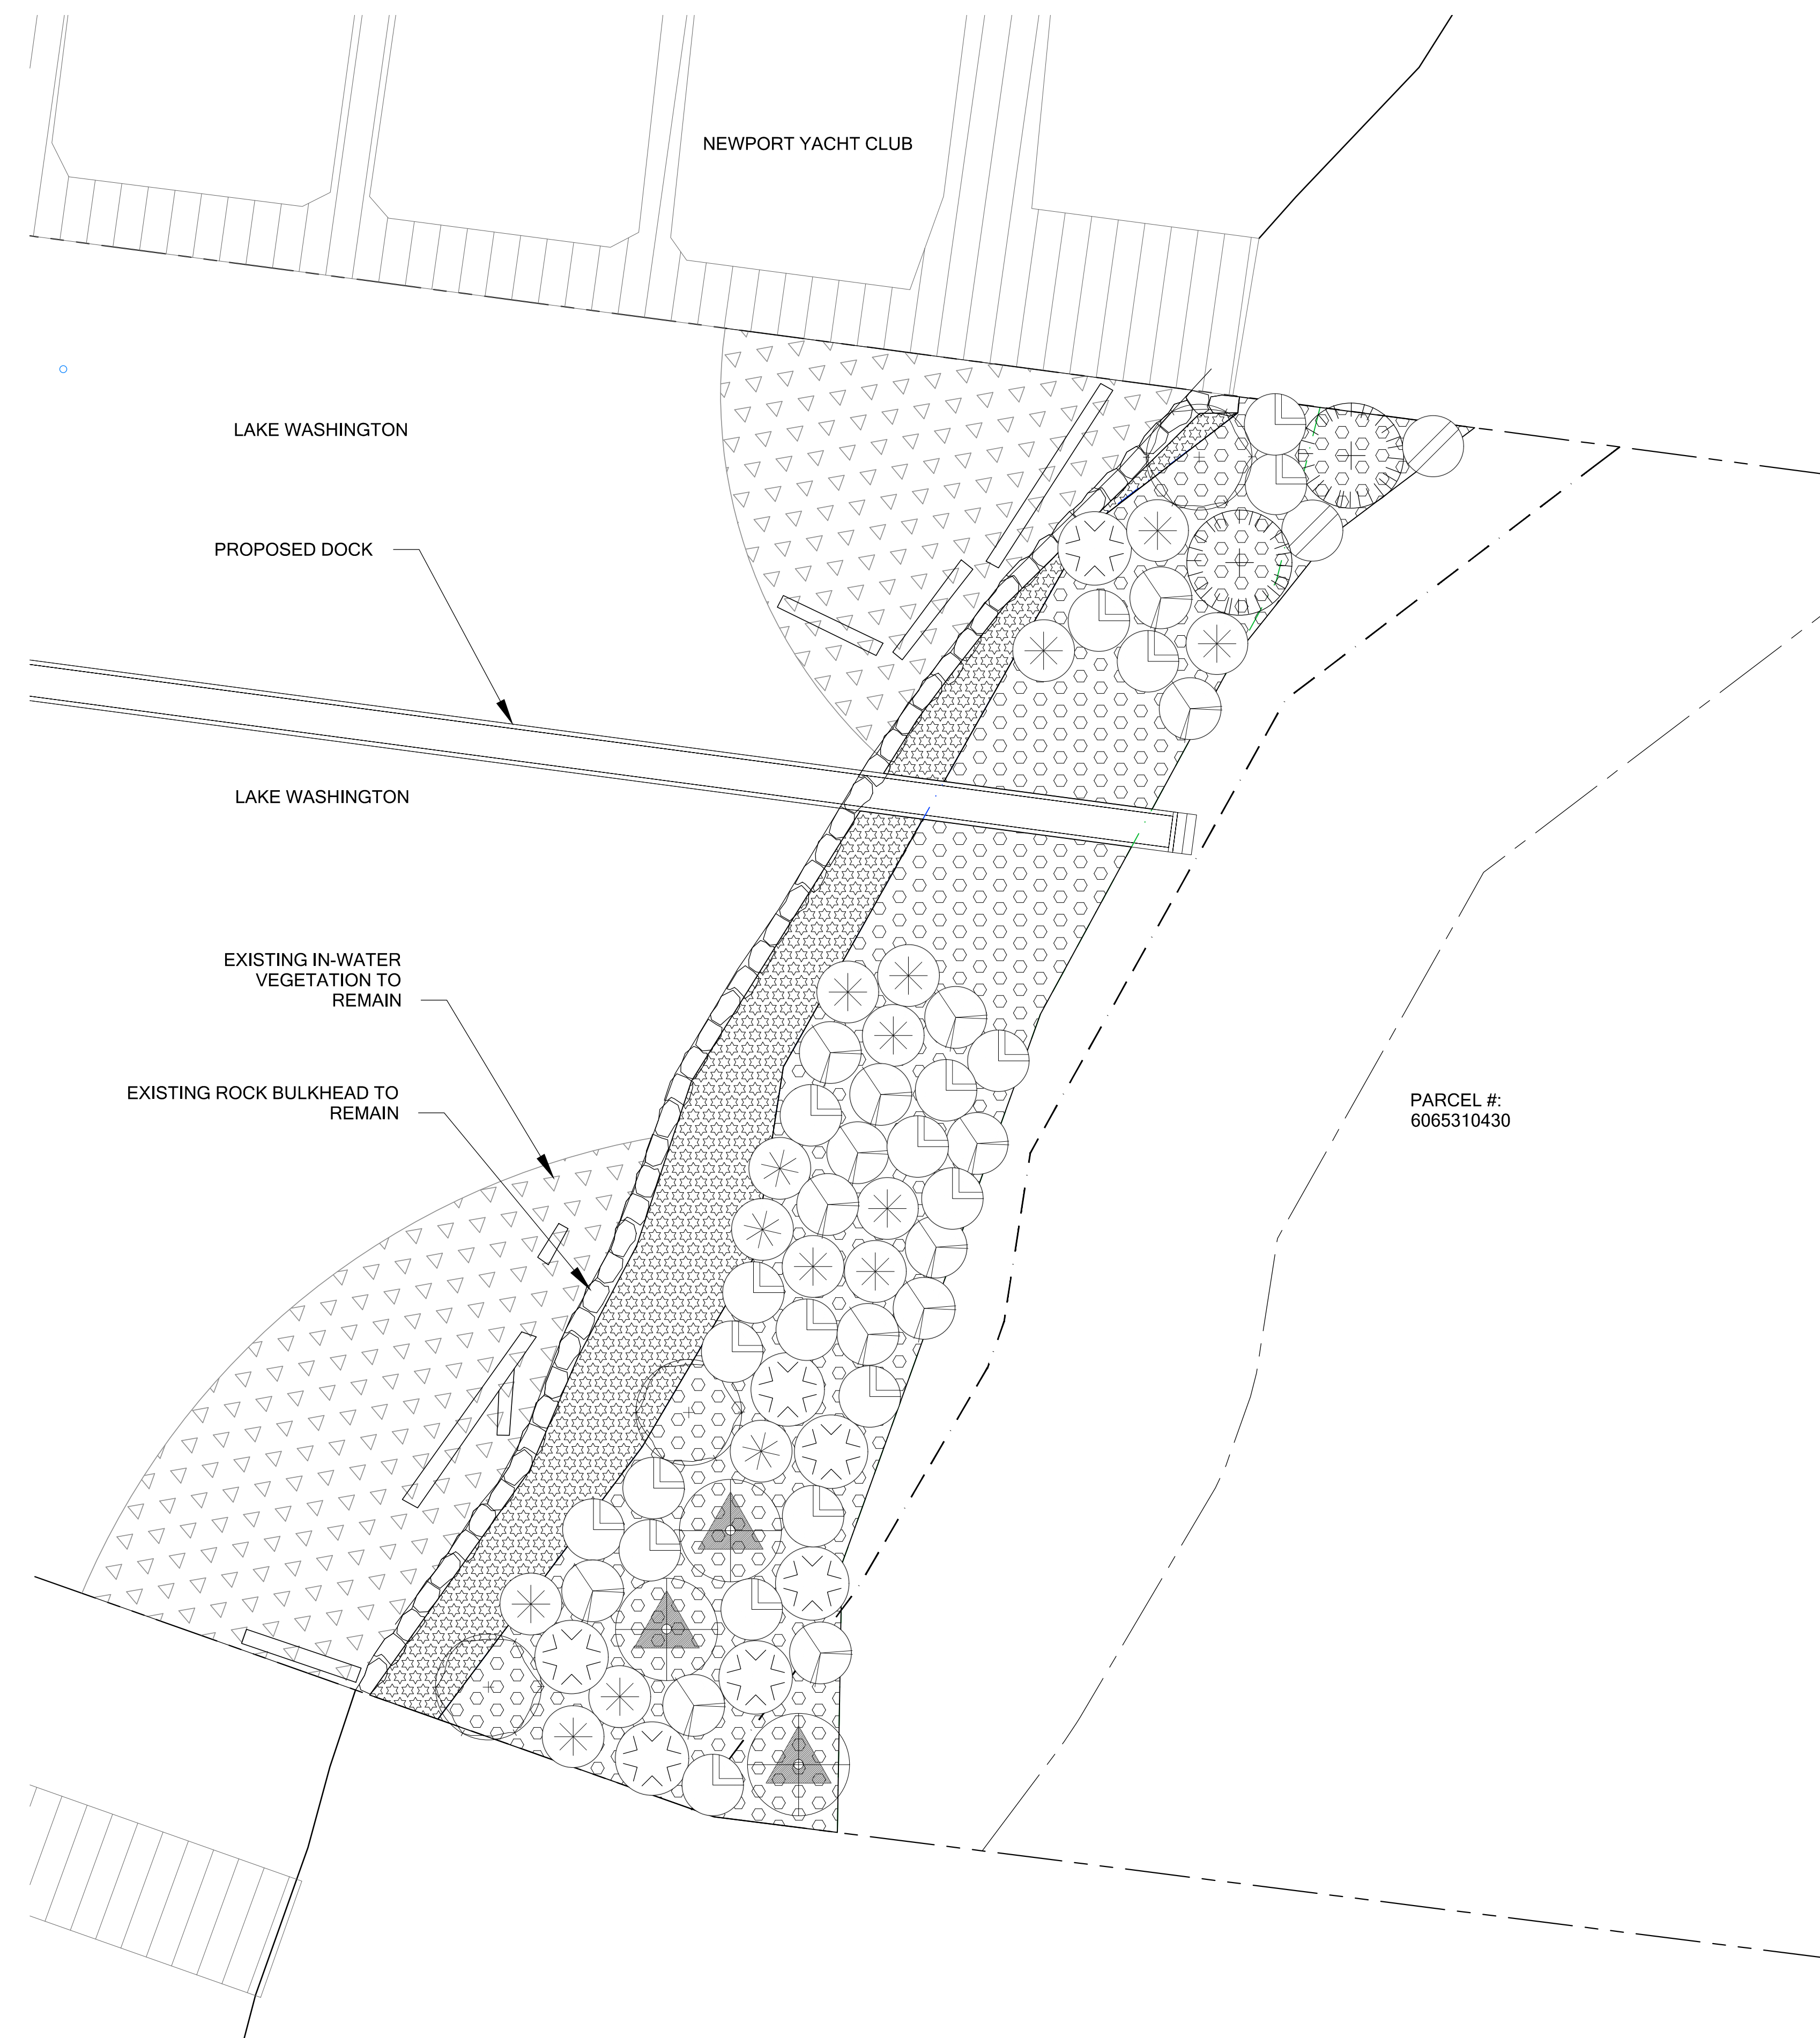 NEWPORT YACHT CLUB
LAKE WASHINGTON
PROPOSED DOCK
LAKE WASHINGTON
EXISTING IN-WATER
VEGETATION TO
REMAIN
EXISTING ROCK BULKHEAD TO
REMAIN
PARCEL #:
6065310430